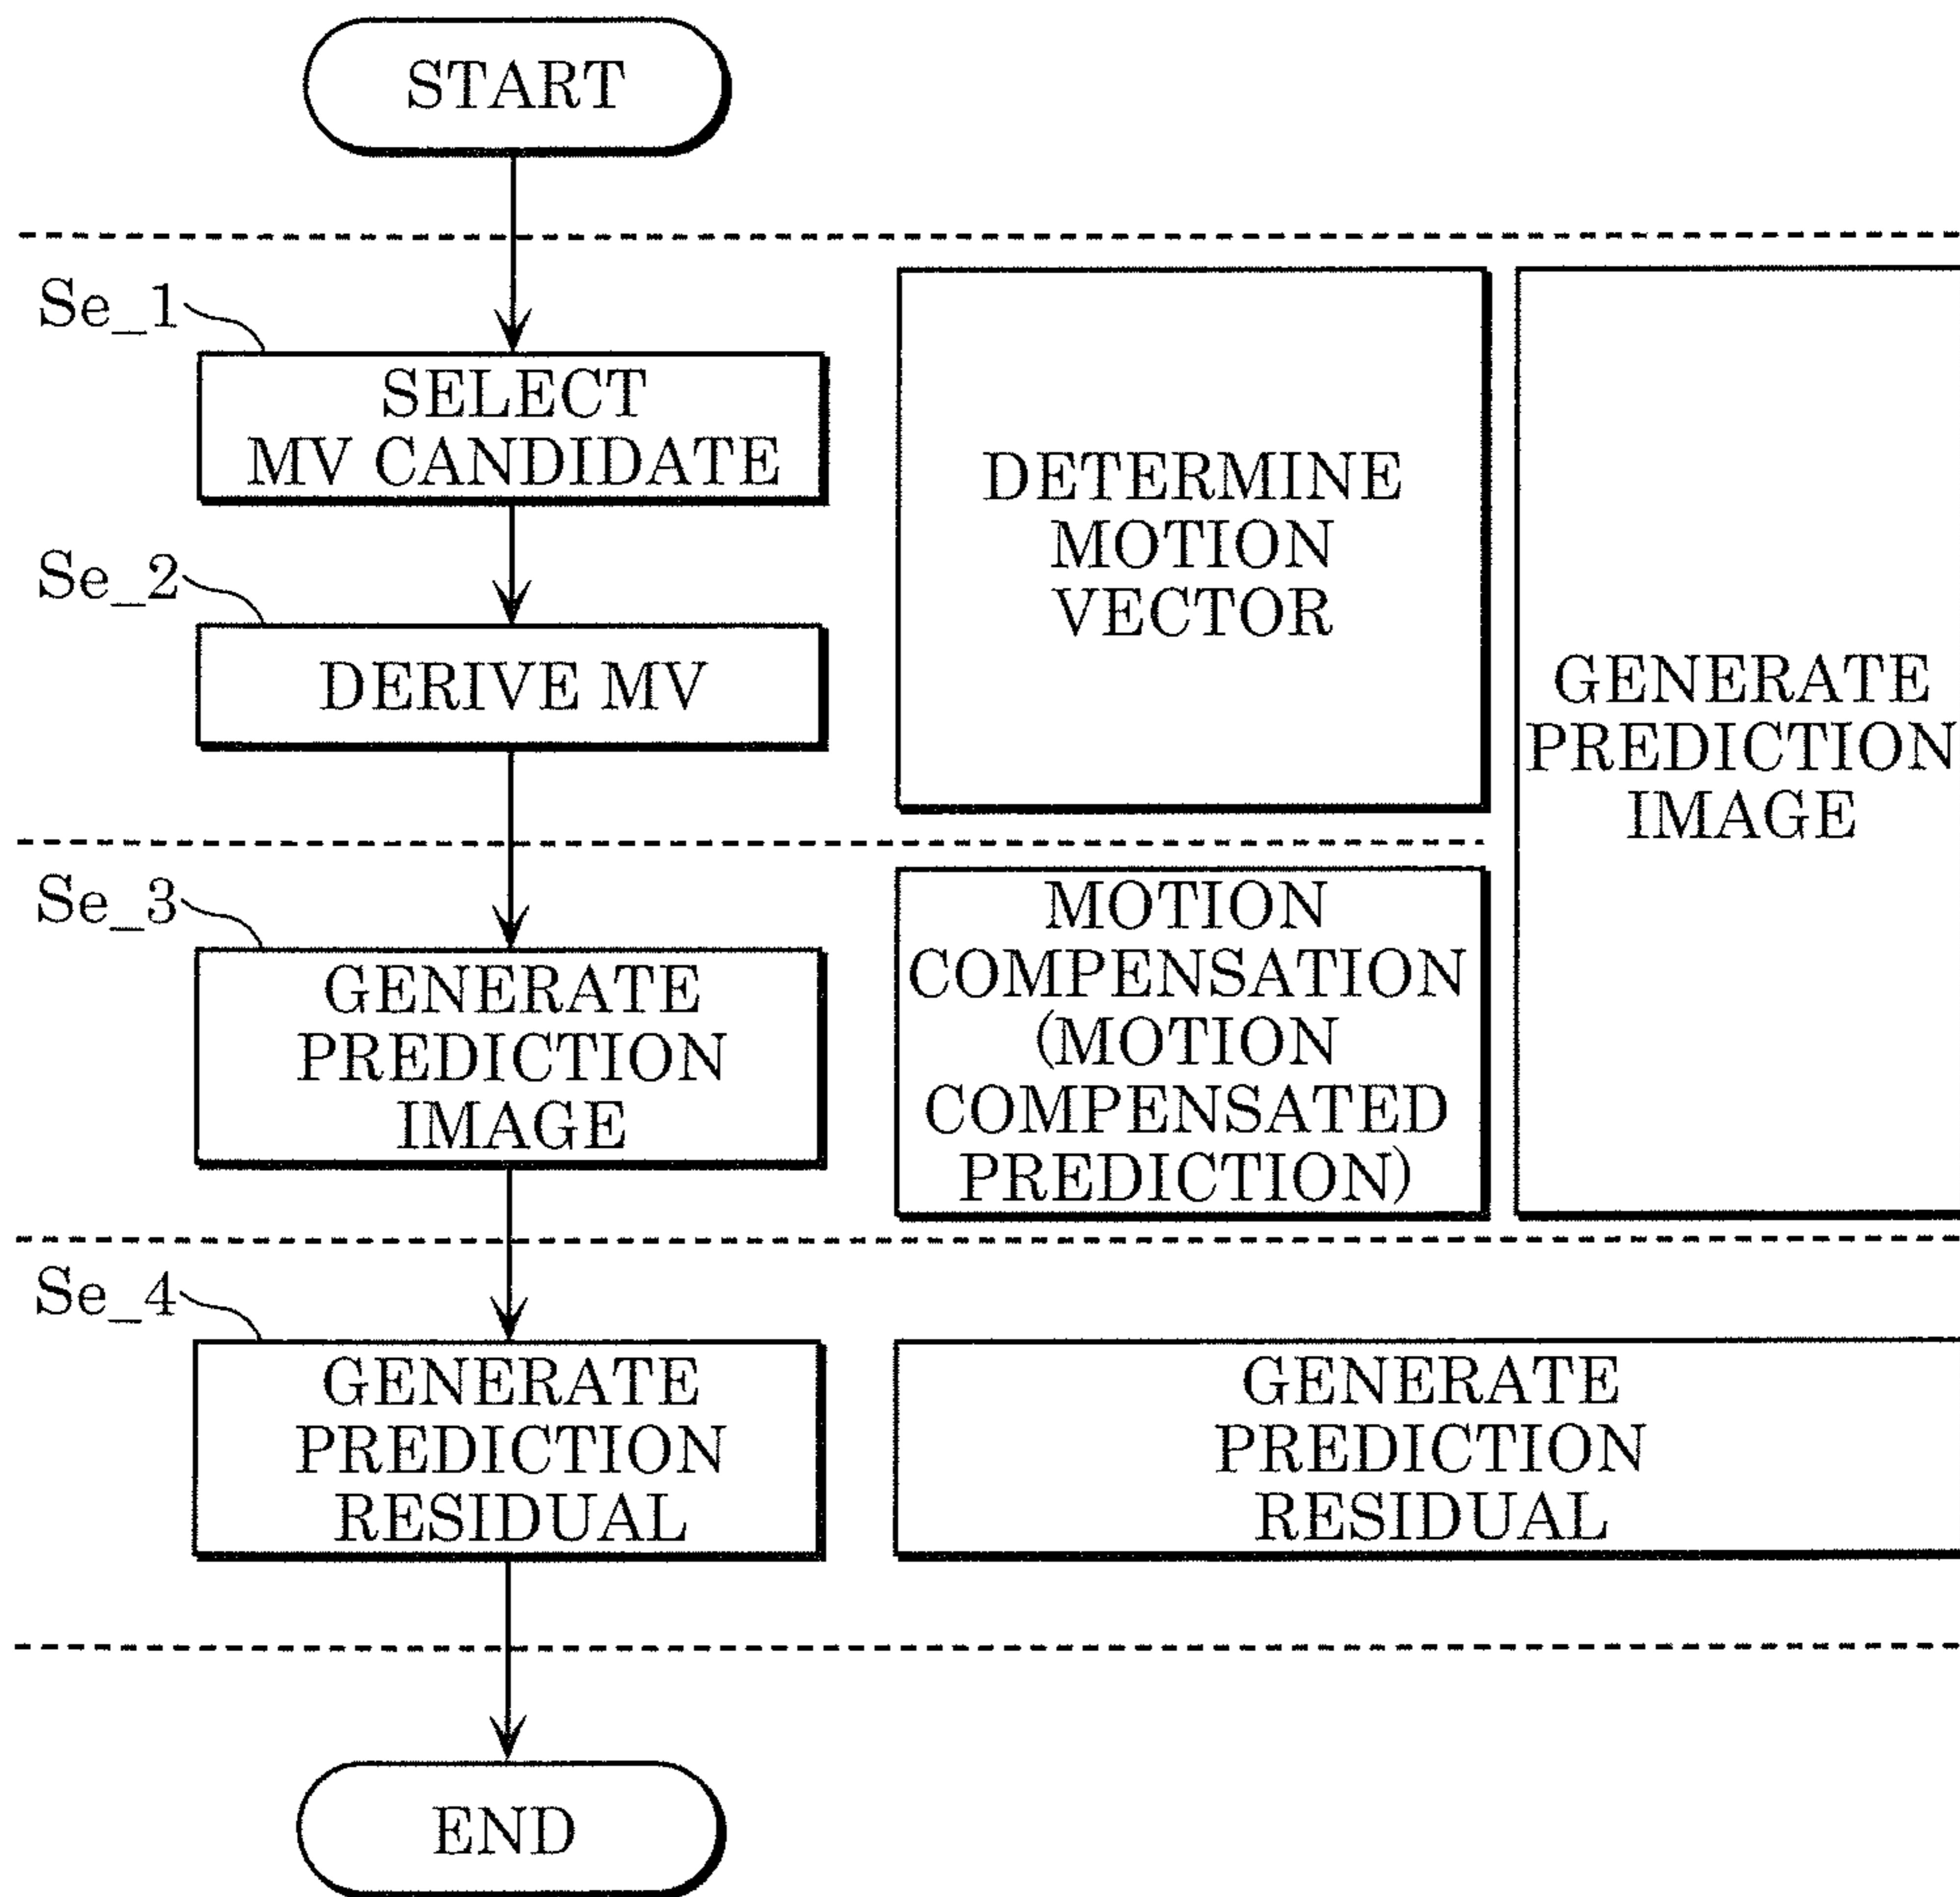 START
Se_1
SELECT
MV CANDIDATE
Se_2
DERIVE MV
DETERMINE
MOTION
VECTOR
GENERATE
PREDICTION
IMAGE
Se_3
GENERATE
PREDICTION
IMAGE
MOTION
COMPENSATION
(MOTION
COMPENSATED
PREDICTION)
Se_4
GENERATE
PREDICTION
RESIDUAL
GENERATE
PREDICTION
RESIDUAL
END